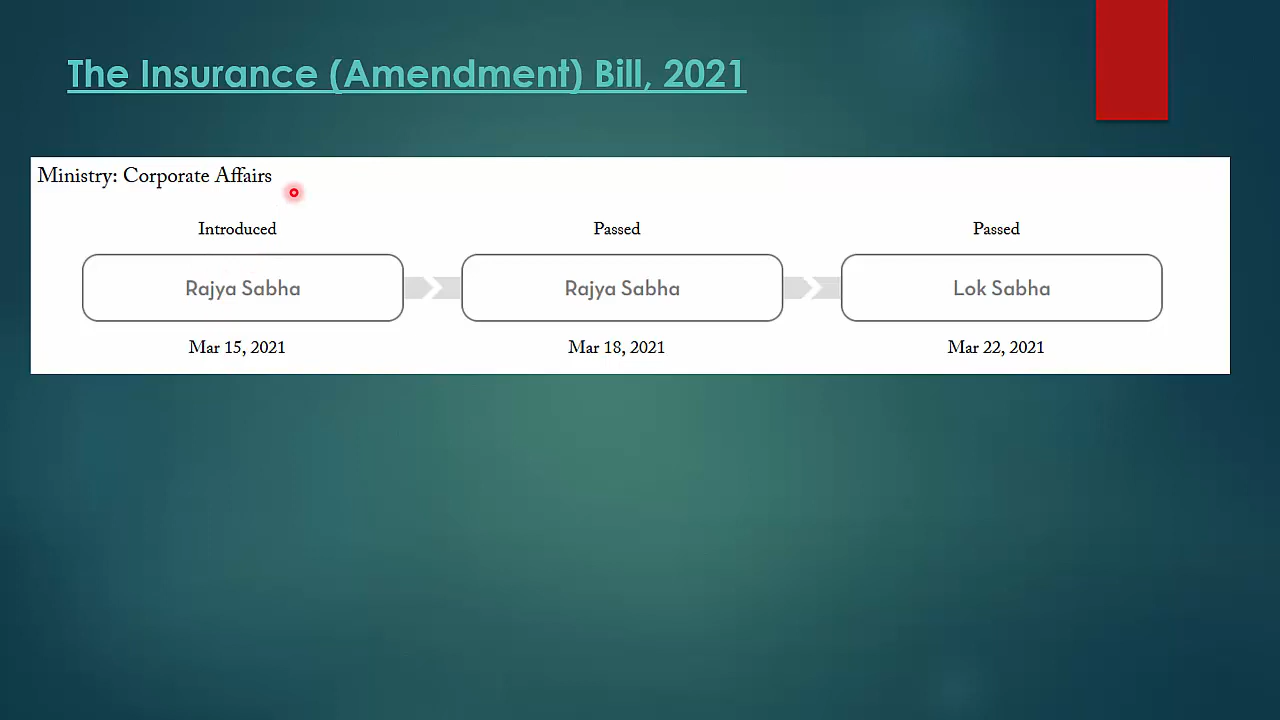 The Insurance (Amendment) Bill, 2021
Ministry: Corporate Affairs
Introduced Passed Passed
Rajya Sabha Rajya Sabha Lok Sabha
Mar 15, 2021 Mar 18, 2021 Mar 22, 2021